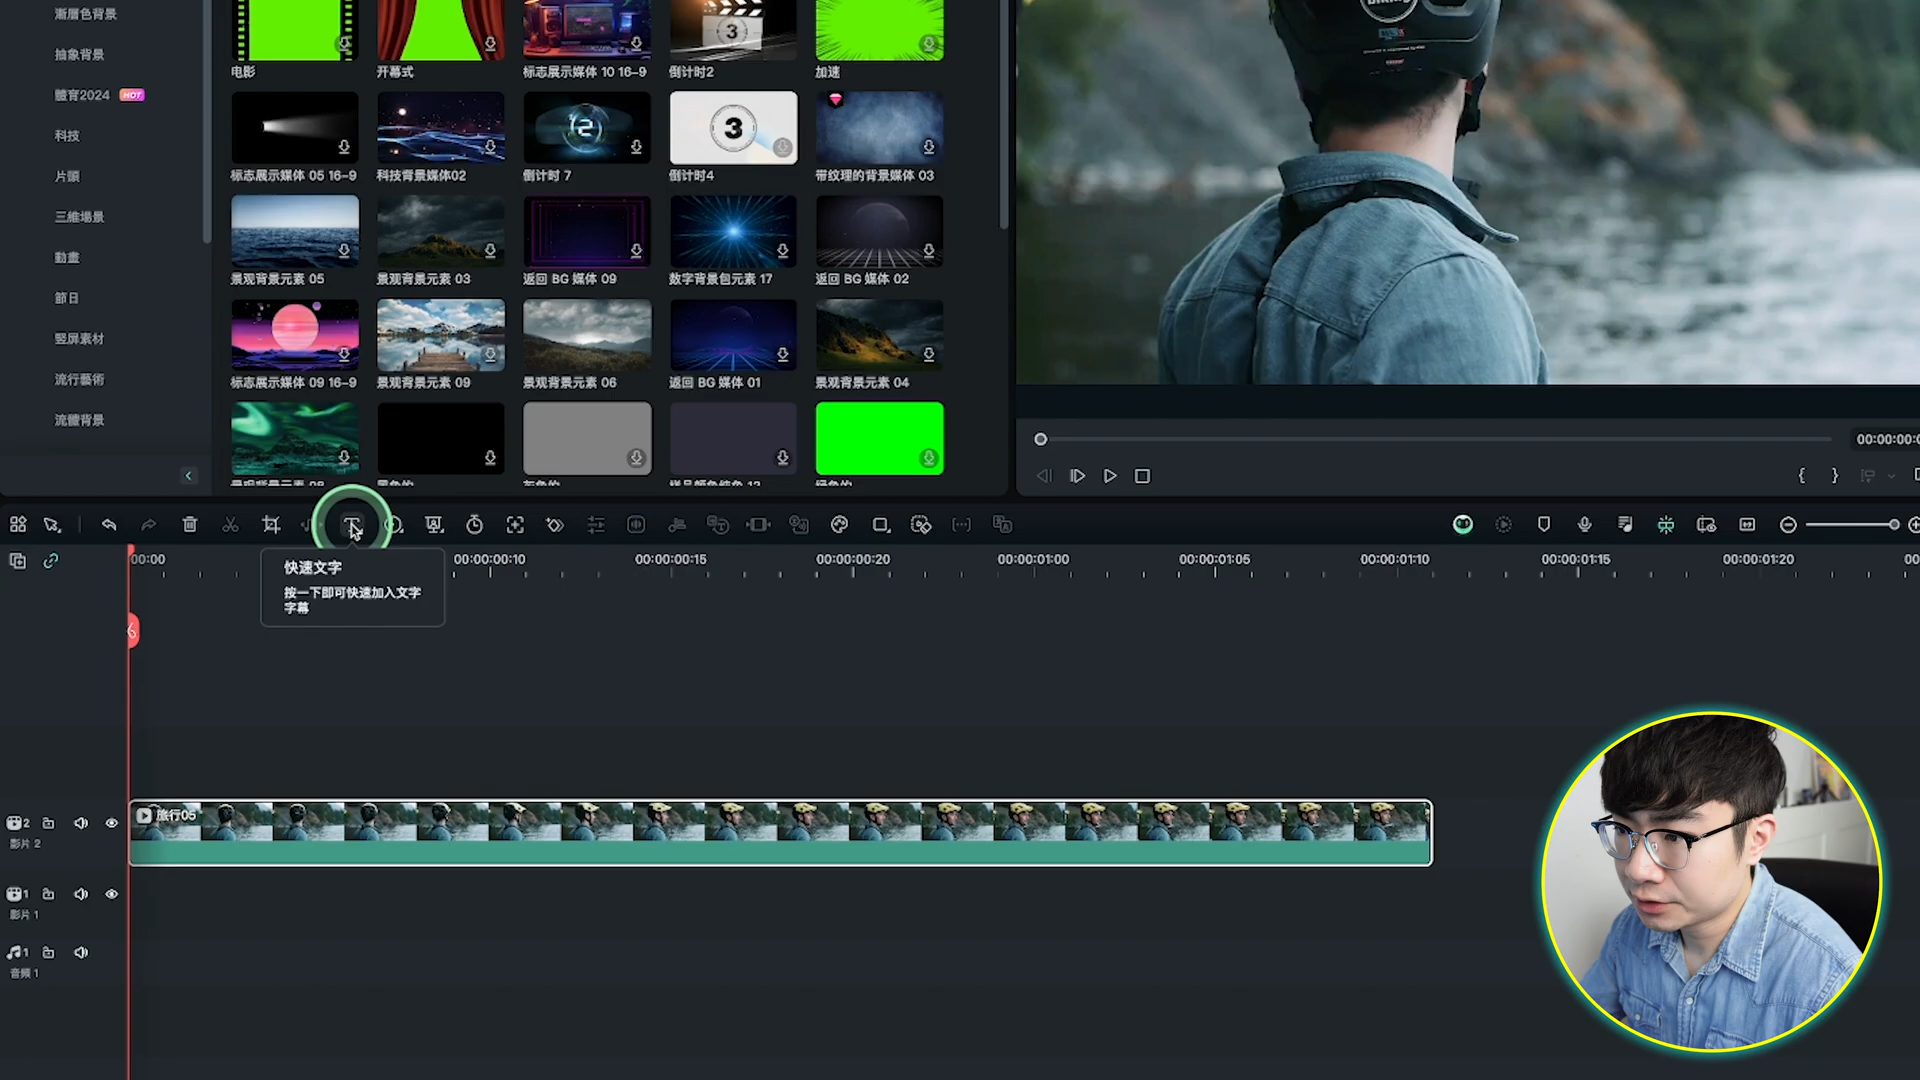 漸層色背景
抽象背景
體育2024 HOT
科技
片頭
三維場景
動畫
節日
豎屏素材
流行藝術
流體背景
电影
开幕式
标志展示媒体 10 16-9
倒计时2
加速
标志展示媒体 05 16-9
科技背景媒体02
倒计时 7
倒计时4
带纹理的背景媒体 03
景观背景元素 05
景观背景元素 03
返回 BG 媒体 09
数字背景包元素 17
返回 BG 媒体 02
标志展示媒体 09 16-9
景观背景元素 09
景观背景元素 06
返回 BG 媒体 01
景观背景元素 04
3
2
3
00:00:00:0
00:00
00:00:00:10
00:00:00:15
00:00:00:20
00:00:01:00
00:00:01:05
00:00:01:10
00:00:01:15
00:00:01:20
00
快速文字
按一下即可快速加入文字
字幕
旅行05
2
影片 2
1
影片 1
1
音頻 1